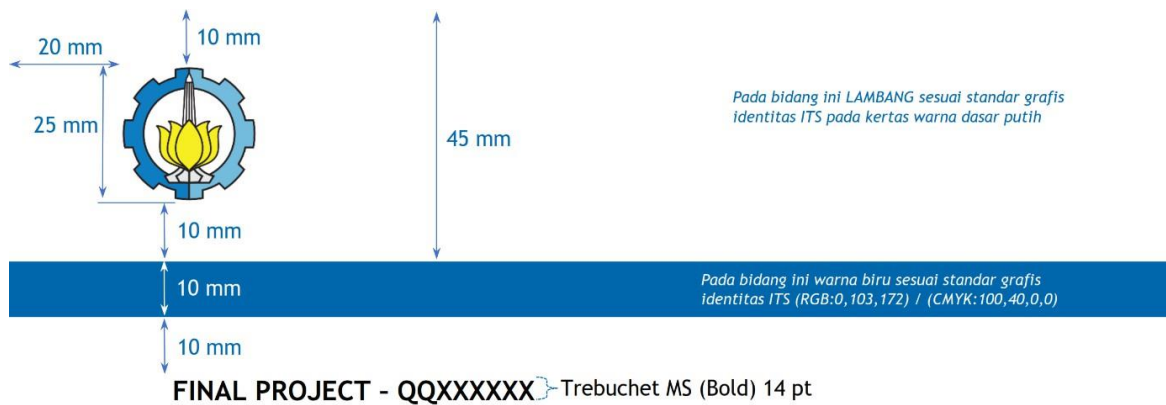 10 mm
20 mm
25 mm
45 mm
Pada bidang ini LAMBANG sesuai standar grafis
identitas ITS pada kertas warna dasar putih
10 mm
10 mm
Pada bidang ini warna biru sesuai standar grafis
identitas ITS (RGB:0,103,172) / (CMYK:100,40,0,0)
10 mm
FINAL PROJECT - QQXXXXXX Trebuchet MS (Bold) 14 pt